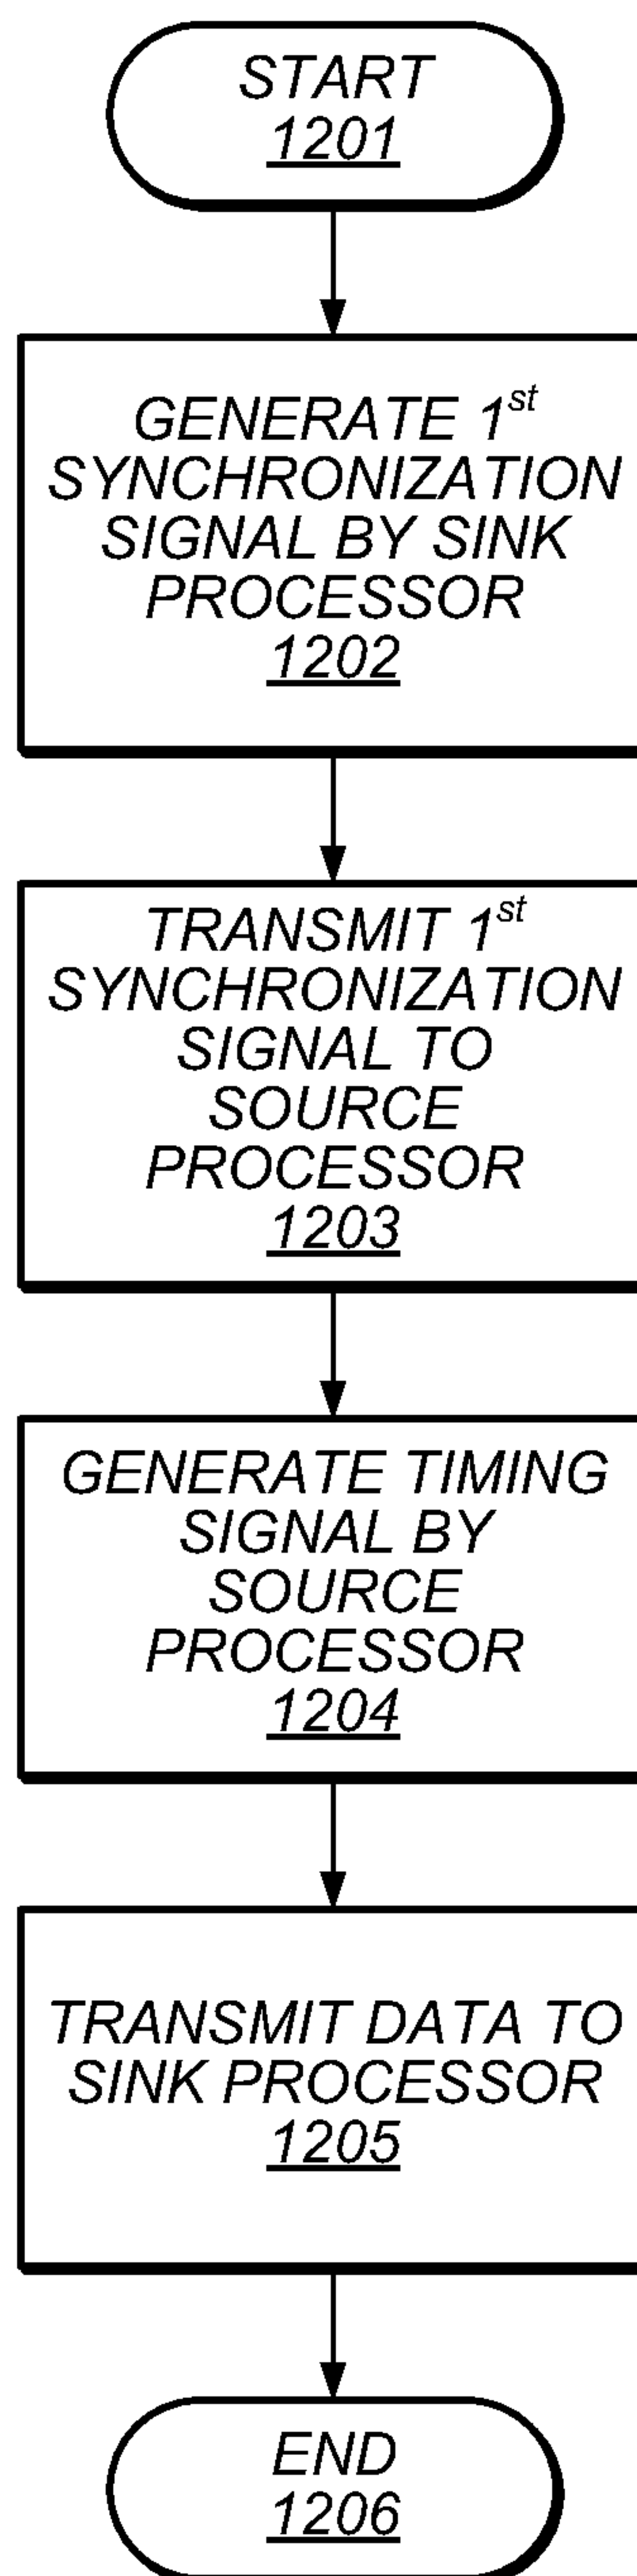 START
1201
GENERATE 1st
SYNCHRONIZATION
SIGNAL BY SINK
PROCESSOR
1202
TRANSMIT 1st
SYNCHRONIZATION
SIGNAL TO
SOURCE
PROCESSOR
1203
GENERATE TIMING
SIGNAL BY
SOURCE
PROCESSOR
1204
TRANSMIT DATA TO
SINK PROCESSOR
1205
END
1206